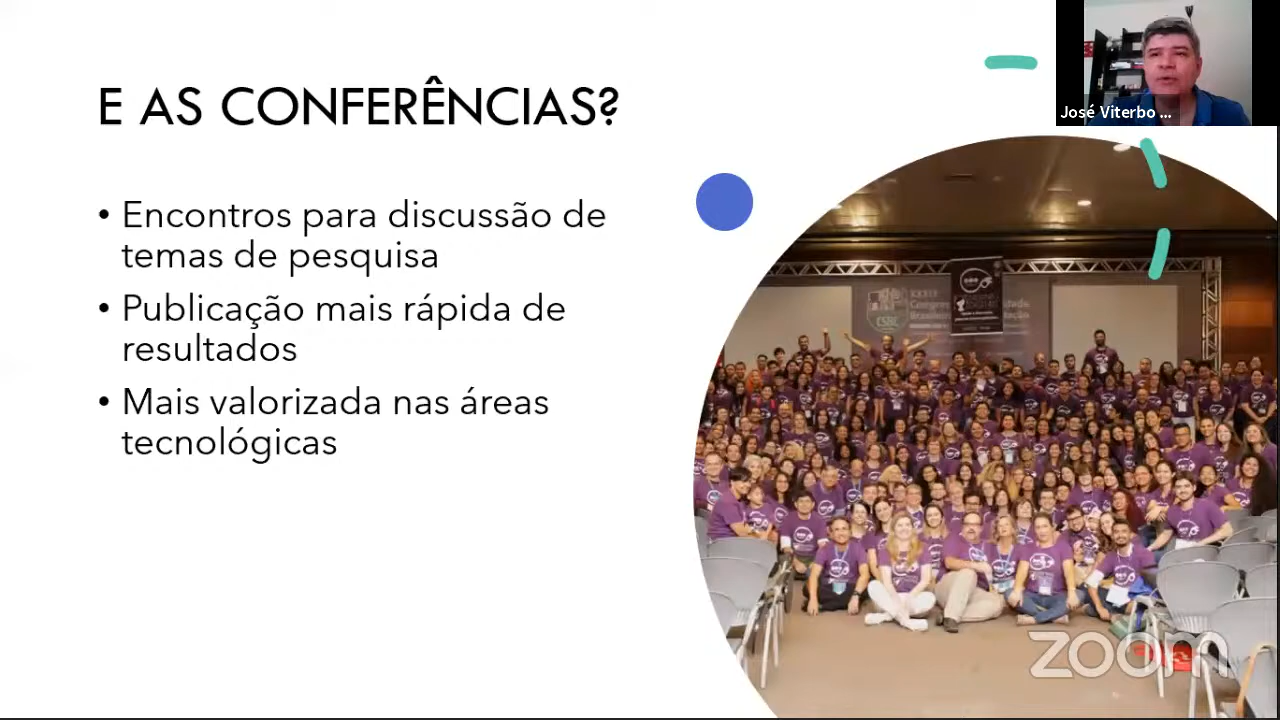 E AS CONFERÊNCIAS?
• Encontros para discussão de
temas de pesquisa
• Publicação mais rápida de
resultados
• Mais valorizada nas áreas
tecnológicas
José Viterbo ...
CSBC
zoom